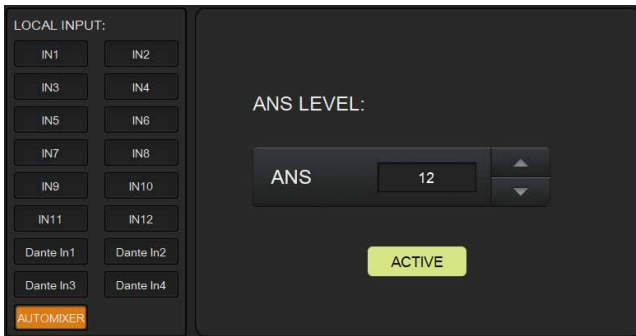 LOCAL INPUT:
IN1 IN2
IN3 IN4
IN5 IN6
IN7 IN8
IN9 IN10
IN11 IN12
Dante In1 Dante In2
Dante In3 Dante In4
AUTOMIXER
ANS LEVEL:
ANS 12
ACTIVE